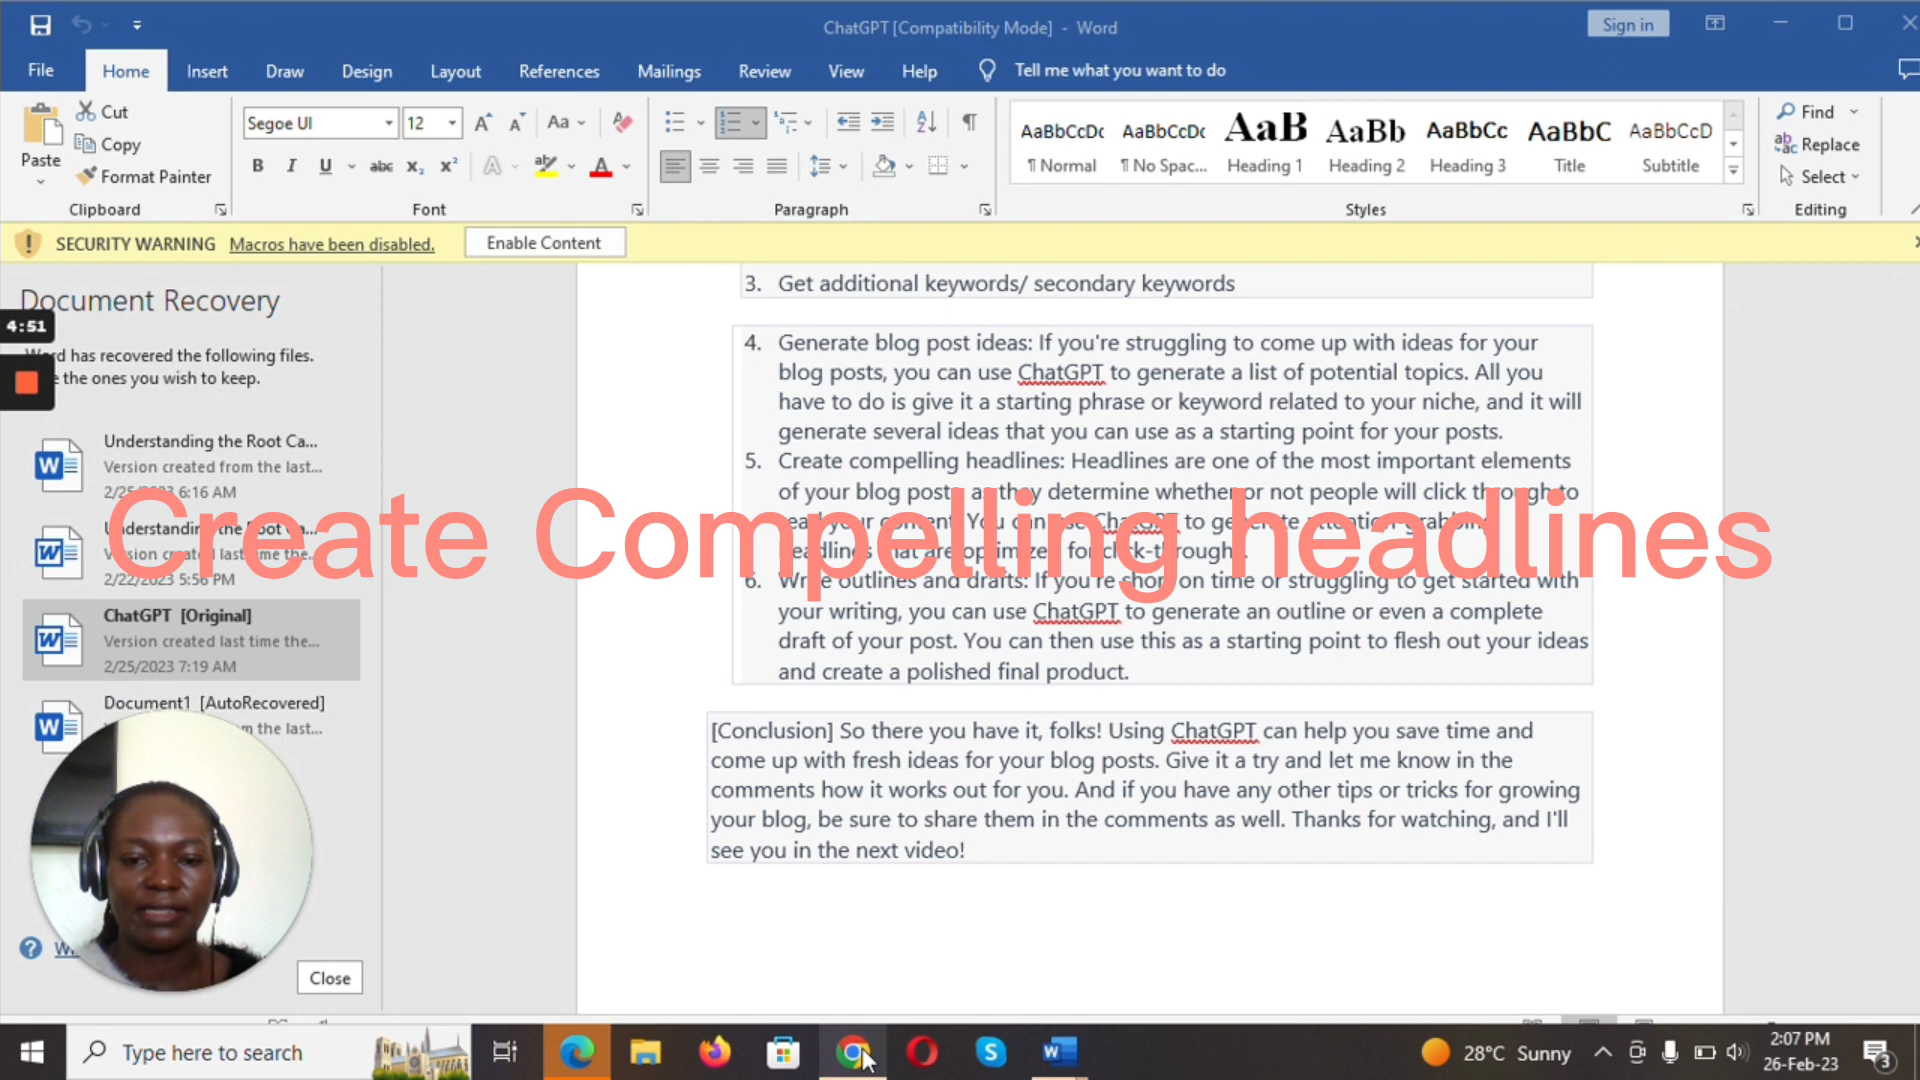 ChatGPT [Compatibility Mode] - Word
Sign in
File Home Insert Draw Design Layout References Mailings Review View Help Tell me what you want to do
Paste
Cut
Copy
Format Painter
Clipboard
Segoe UI 12
Aa
B I U abc x₂ x² A
Font
Paragraph
AaBbCcDc AaBbCcDc AaB AaBb AaBbCc AaBbC AaBbCcD
¶ Normal ¶ No Spac... Heading 1 Heading 2 Heading 3 Title Subtitle
Styles
Find
Replace
Select
Editing
SECURITY WARNING Macros have been disabled. Enable Content
Document Recovery
4:51
Word has recovered the following files.
the ones you wish to keep.
Understanding the Root Ca...
Version created from the last...
2/25/2023 6:16 AM
Understanding the Root Ca...
Version created last time the...
2/22/2023 5:56 PM
ChatGPT [Original]
Version created last time the...
2/25/2023 7:19 AM
Document1 [AutoRecovered]
the last...
Close
3. Get additional keywords/ secondary keywords
4. Generate blog post ideas: If you're struggling to come up with ideas for your
blog posts, you can use ChatGPT to generate a list of potential topics. All you
have to do is give it a starting phrase or keyword related to your niche, and it will
generate several ideas that you can use as a starting point for your posts.
5. Create compelling headlines: Headlines are one of the most important elements
of your blog posts, as they determine whether or not people will click through to
read your content. You can use ChatGPT to generate attention-grabbing
headlines that are optimized for click-through.
6. Write outlines and drafts: If you're short on time or struggling to get started with
your writing, you can use ChatGPT to generate an outline or even a complete
draft of your post. You can then use this as a starting point to flesh out your ideas
and create a polished final product.
Create Compelling headlines
[Conclusion] So there you have it, folks! Using ChatGPT can help you save time and
come up with fresh ideas for your blog posts. Give it a try and let me know in the
comments how it works out for you. And if you have any other tips or tricks for growing
your blog, be sure to share them in the comments as well. Thanks for watching, and I'll
see you in the next video!
Type here to search
28°C Sunny
2:07 PM
26-Feb-23
3